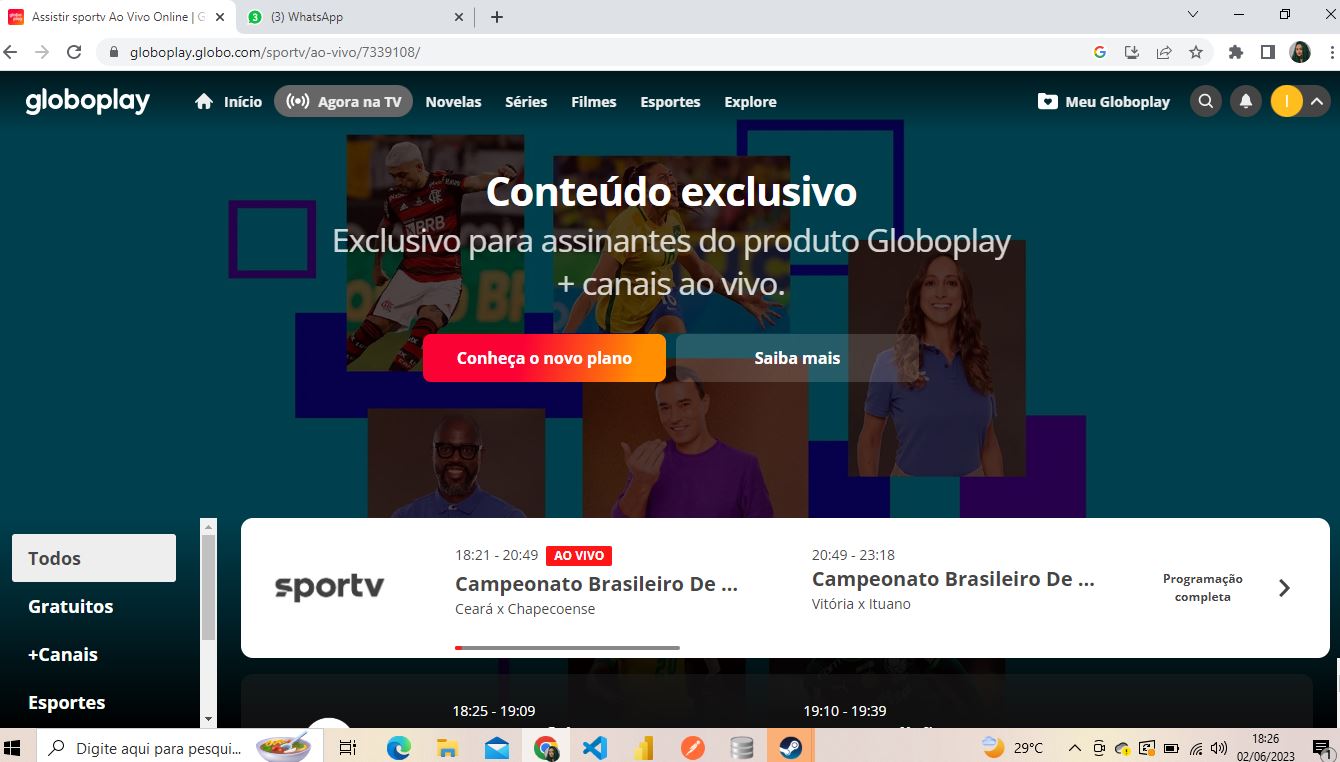 Assistir sportv Ao Vivo Online | G
3
(3) WhatsApp
globoplay.globo.com/sportv/ao-vivo/7339108/
globoplay
Início
Agora na TV
Novelas
Séries
Filmes
Esportes
Explore
Meu Globoplay
I
Conteúdo exclusivo
Exclusivo para assinantes do produto Globoplay
+ canais ao vivo.
Conheça o novo plano
Saiba mais
Todos
Gratuitos
+Canais
Esportes
sportv
18:21 - 20:49 AO VIVO
Campeonato Brasileiro De ...
Ceará x Chapecoense
20:49 - 23:18
Campeonato Brasileiro De ...
Vitória x Ituano
Programação
completa
18:25 - 19:09
19:10 - 19:39
Digite aqui para pesqui...
29°C
18:26
02/06/2023
1